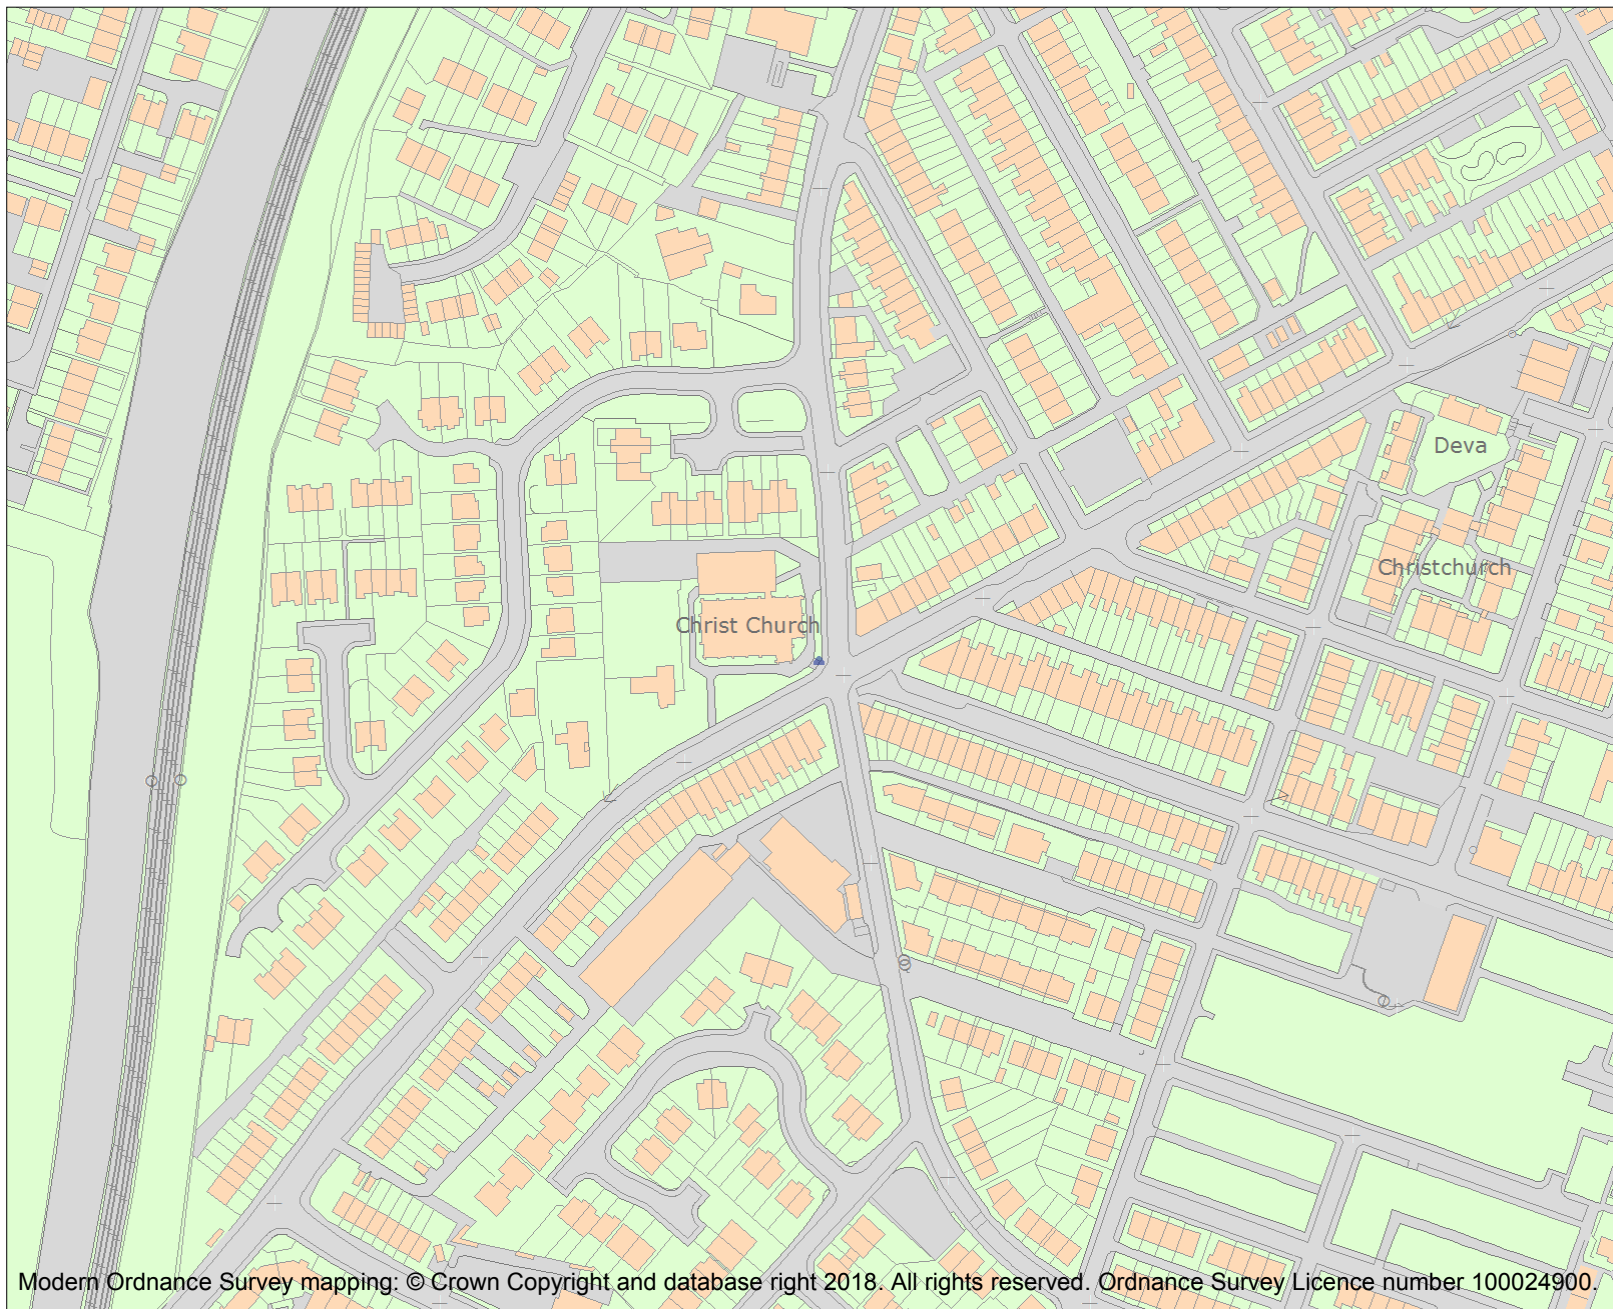 Deva
Christchurch
Christ Church
Modern Ordnance Survey mapping: © Crown Copyright and database right 2018. All rights reserved. Ordnance Survey Licence number 100024900.